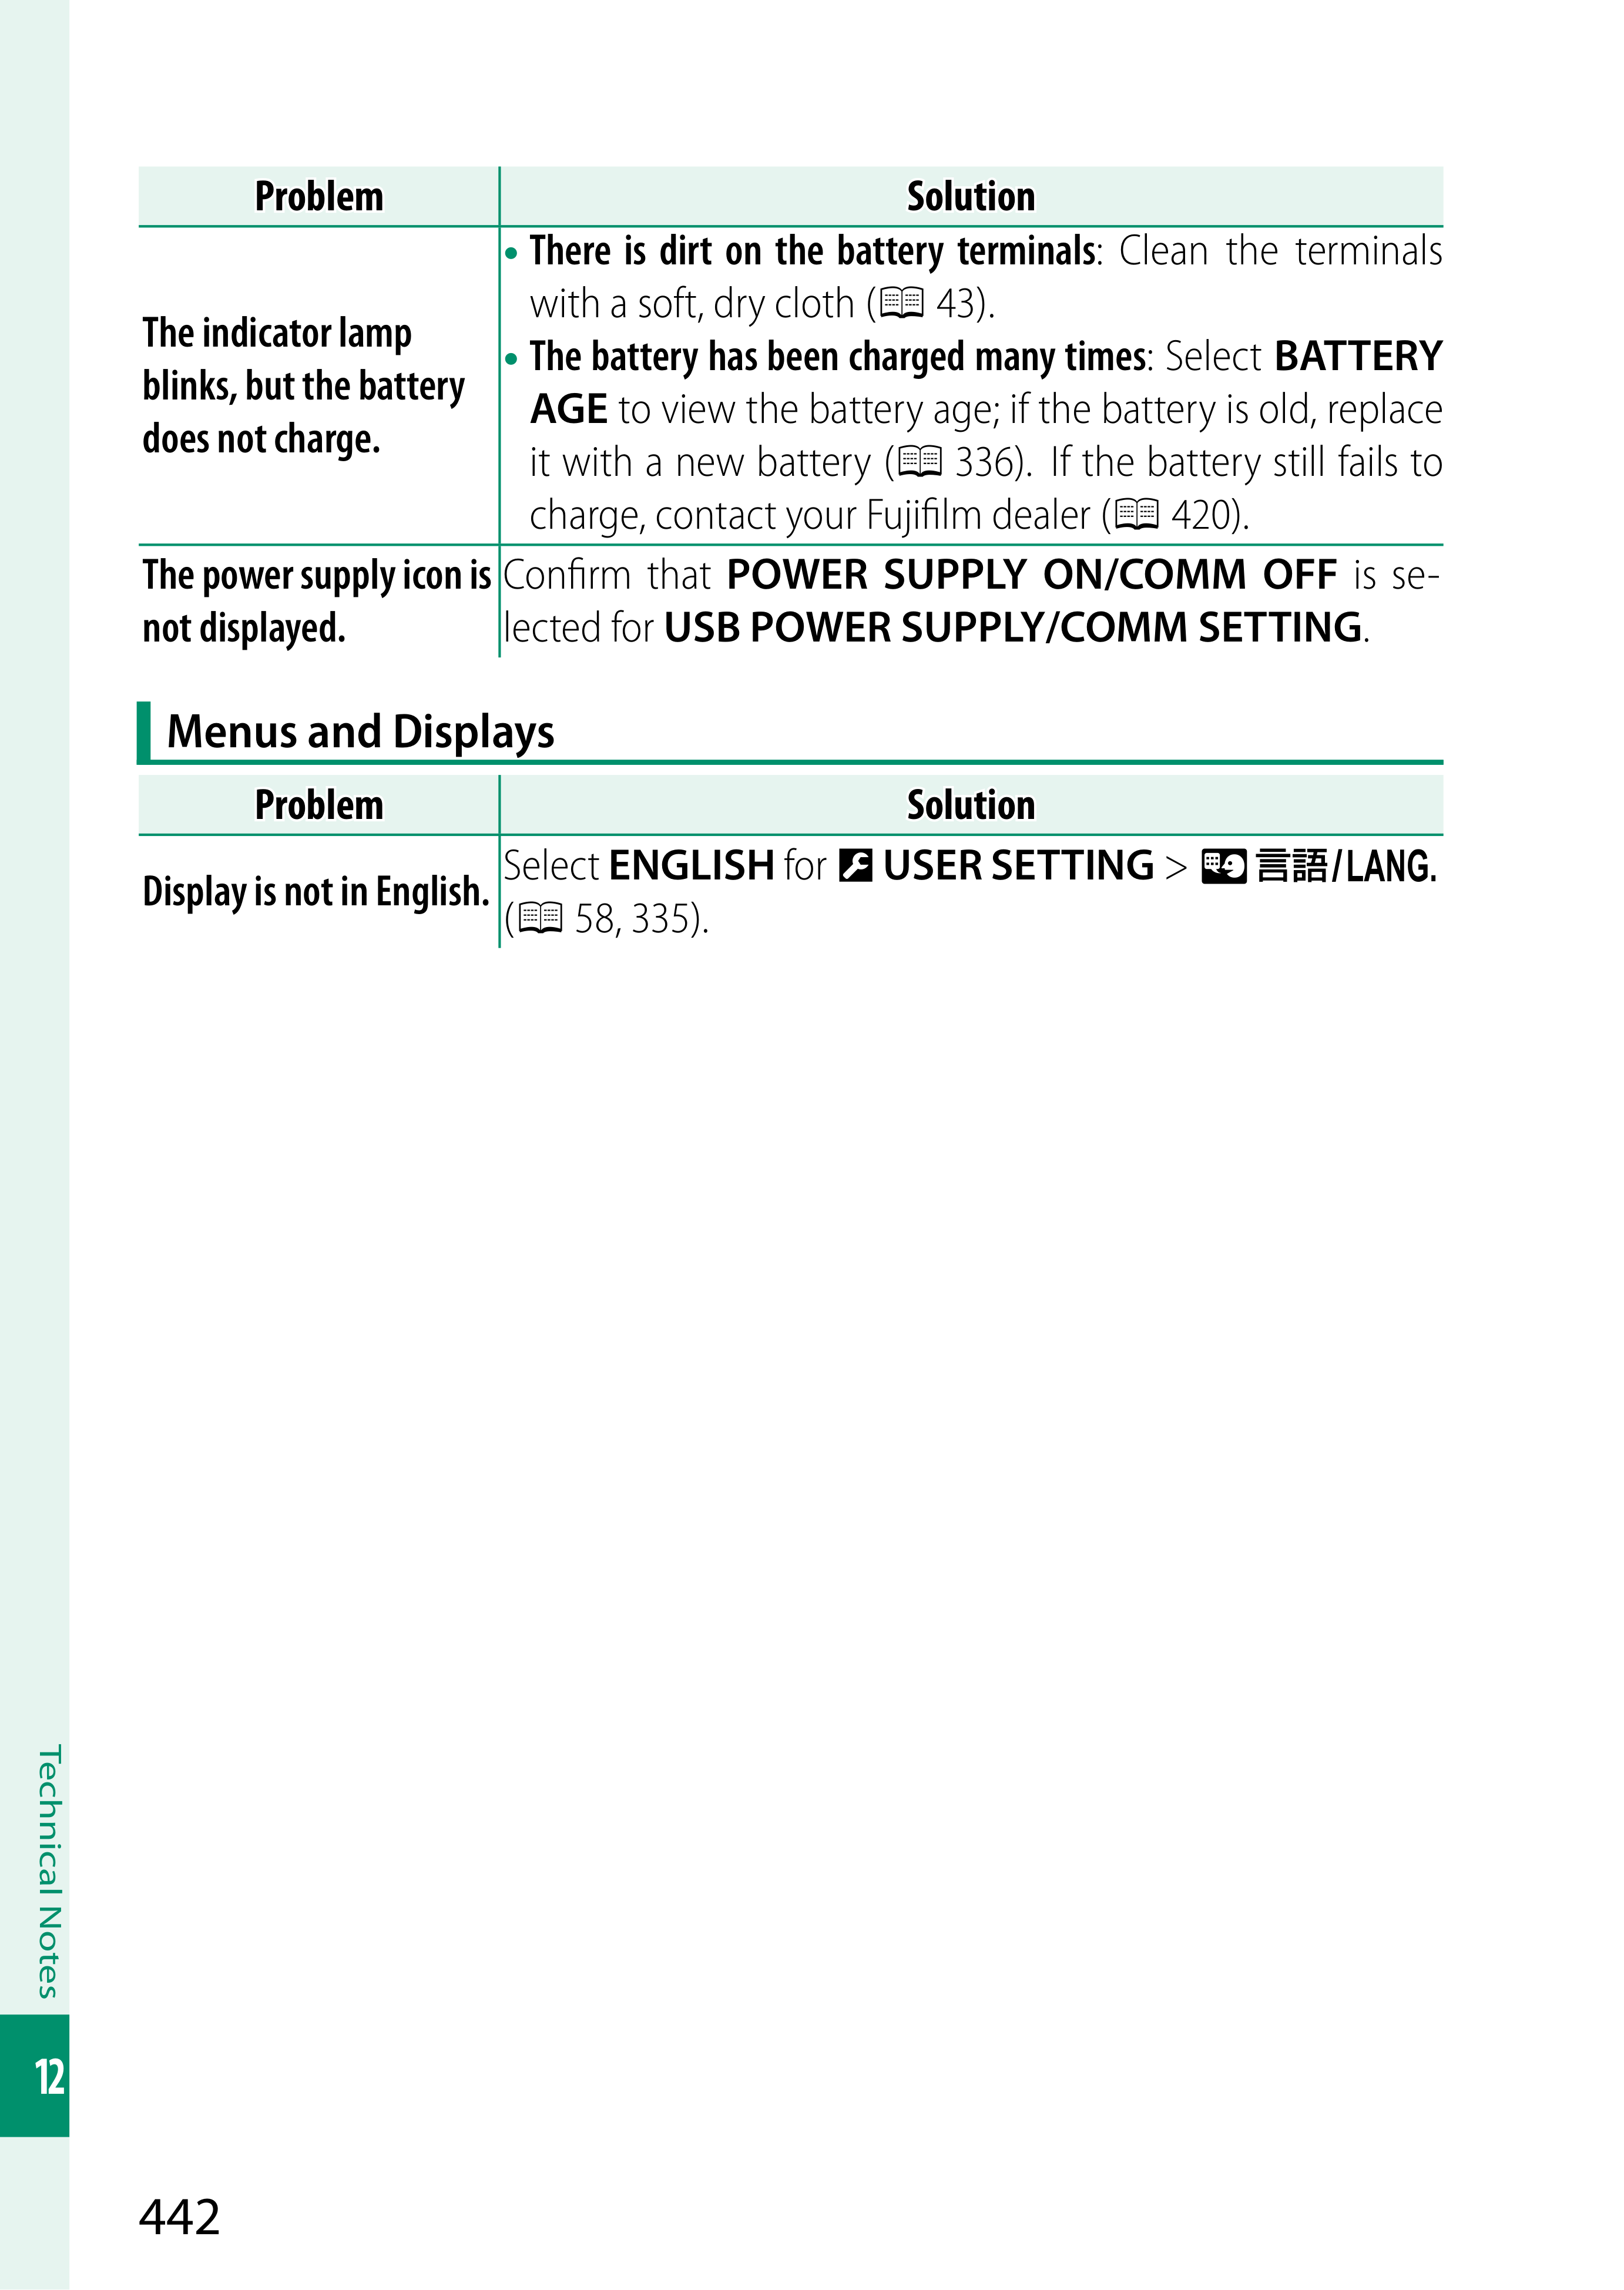 Problem
Solution
The indicator lamp
blinks, but the battery
does not charge.
• There is dirt on the battery terminals: Clean the terminals
with a soft, dry cloth ( 43).
• The battery has been charged many times: Select BATTERY
AGE to view the battery age; if the battery is old, replace
it with a new battery ( 336). If the battery still fails to
charge, contact your Fujifilm dealer ( 420).
The power supply icon is
not displayed.
Confirm that POWER SUPPLY ON/COMM OFF is se-
lected for USB POWER SUPPLY/COMM SETTING.
Menus and Displays
Problem
Solution
Display is not in English.
Select ENGLISH for USER SETTING > 言語/LANG.
( 58, 335).
Technical Notes
12
442